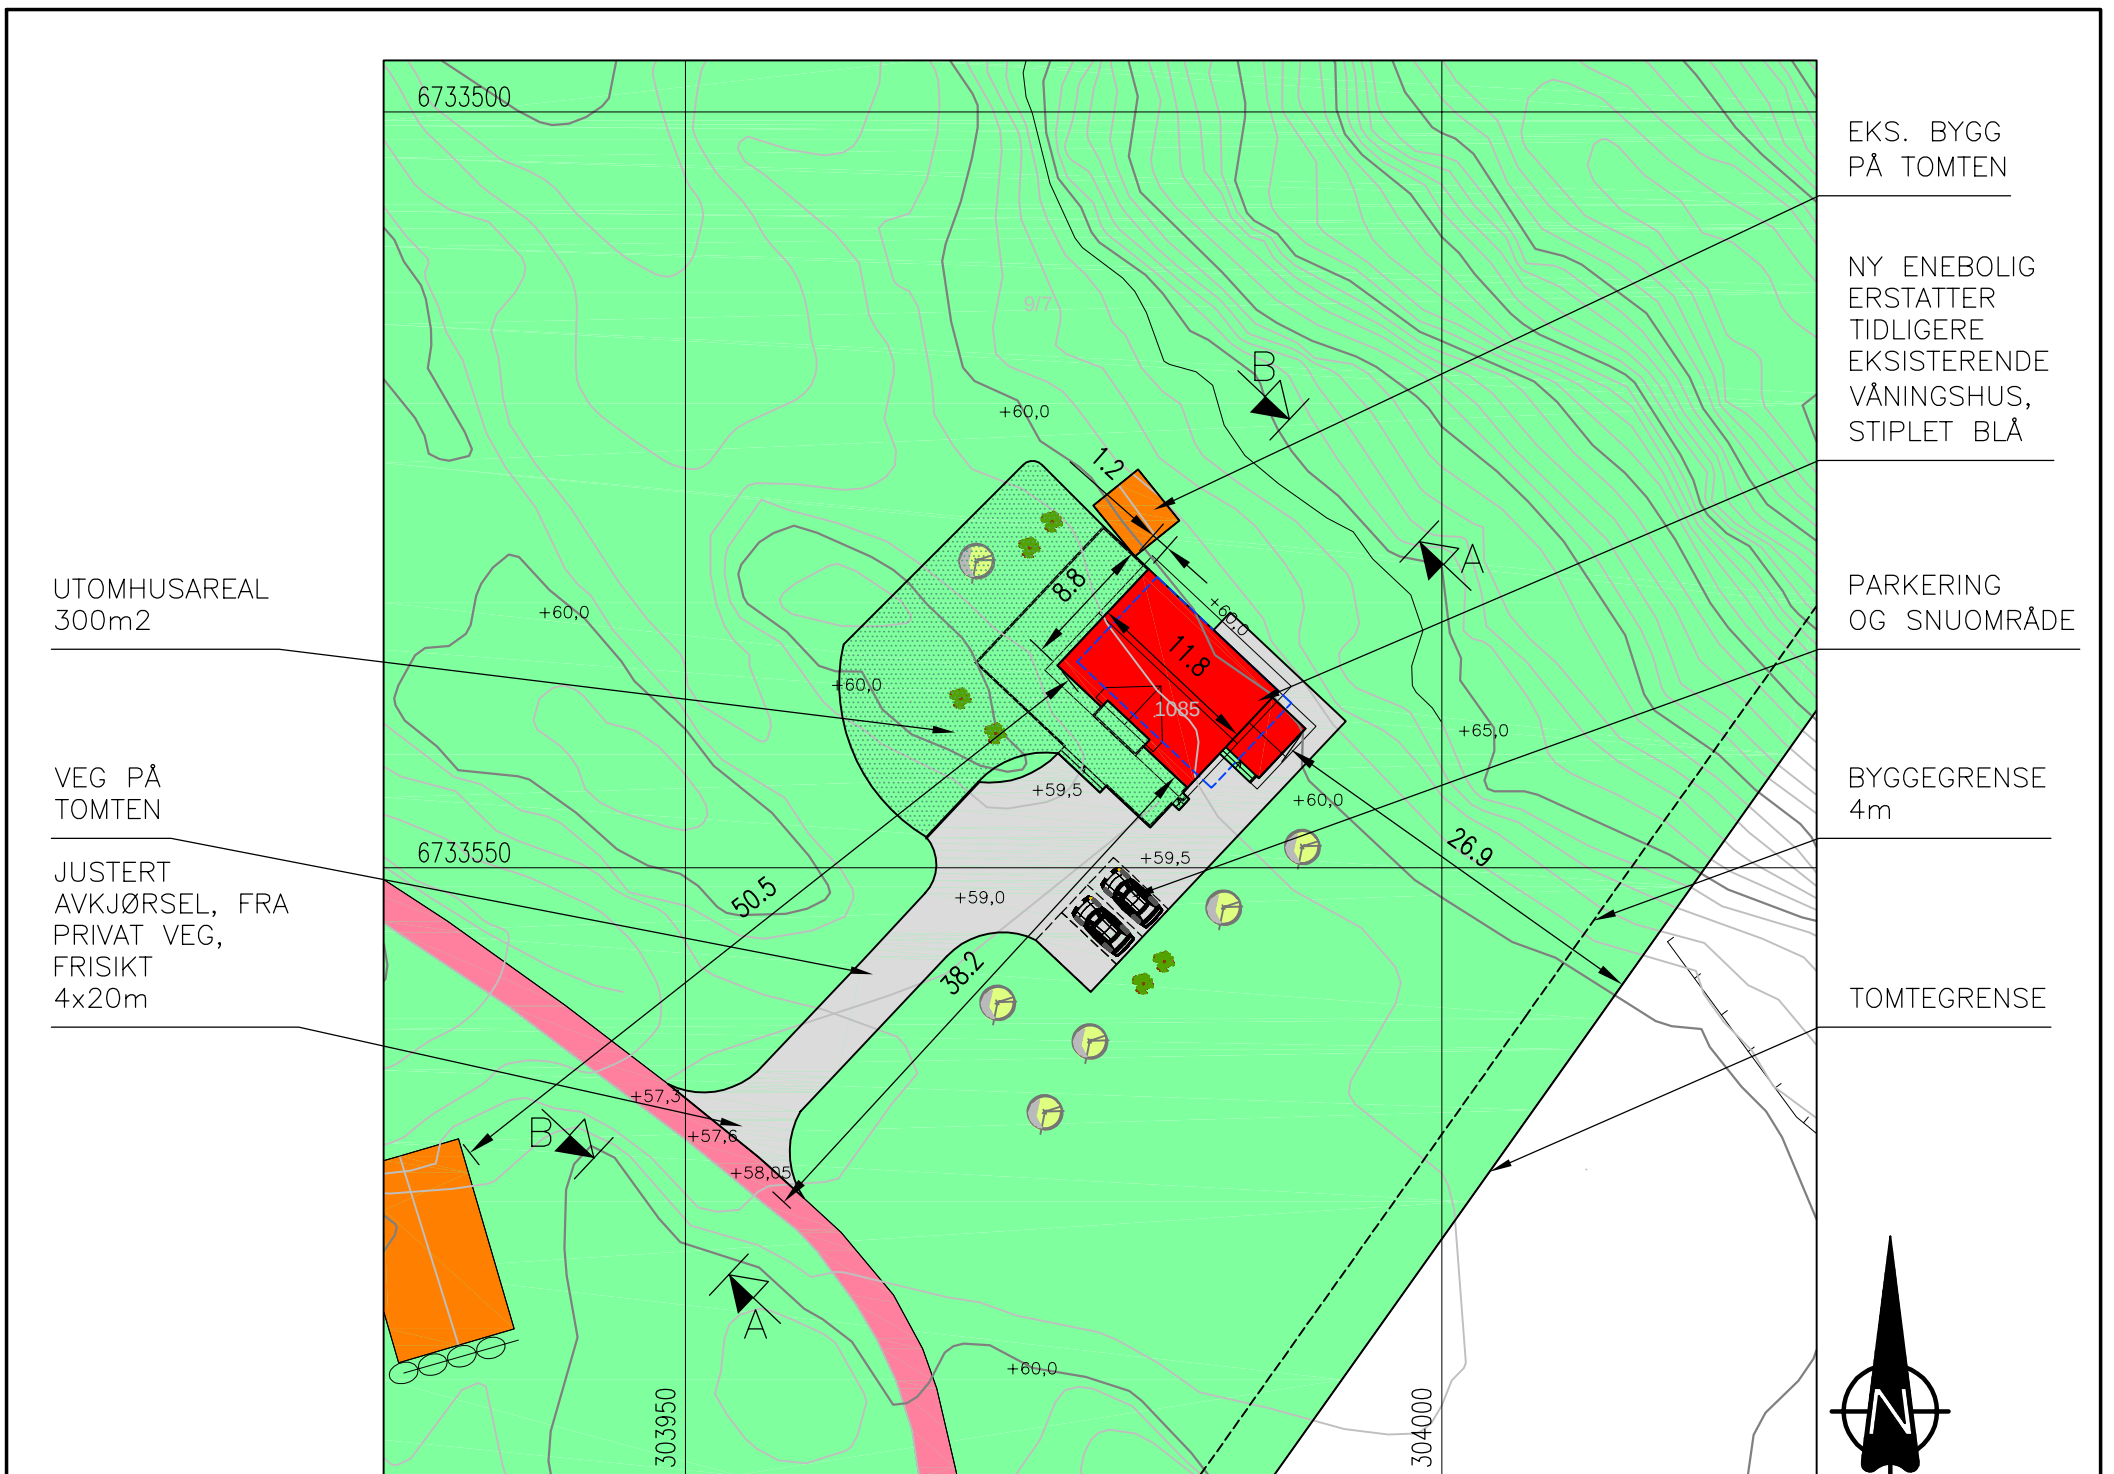 6733500
EKS. BYGG
PÅ TOMTEN
NY ENEBOLIG
ERSTATTER
TIDLIGERE
EKSISTERENDE
VÅNINGSHUS,
STIPLET BLÅ
9/7
B
+60,0
1.2
A
UTOMHUSAREAL
300m2
+60,0
8.8
+60,0
PARKERING
OG SNUOMRÅDE
11.8
+60,0
1085
+65,0
VEG PÅ
TOMTEN
+59,5
+60,0
BYGGEGRENSE
4m
6733550
+59,5
26.9
JUSTERT
AVKJØRSEL, FRA
PRIVAT VEG,
FRISIKT
4x20m
50.5
+59,0
38.2
TOMTEGRENSE
+57,3
B
+57,6
+58,05
A
+60,0
303950
304000
N